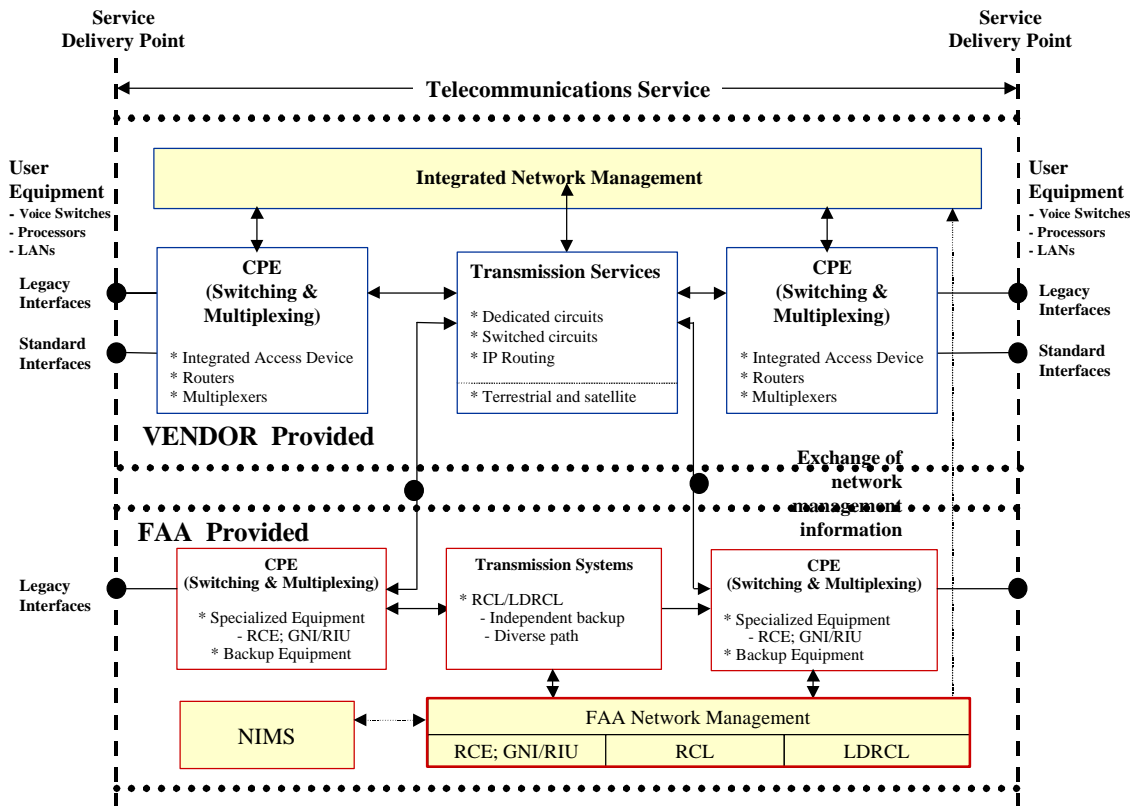 Service
Delivery Point
Service
Delivery Point
Telecommunications Service
User
Equipment
- Voice Switches
- Processors
- LANs
Integrated Network Management
User
Equipment
- Voice Switches
- Processors
- LANs
Legacy
Interfaces
Standard
Interfaces
CPE
(Switching &
Multiplexing)
* Integrated Access Device
* Routers
* Multiplexers
Transmission Services
* Dedicated circuits
* Switched circuits
* IP Routing
* Terrestrial and satellite
CPE
(Switching &
Multiplexing)
* Integrated Access Device
* Routers
* Multiplexers
Legacy
Interfaces
Standard
Interfaces
VENDOR Provided
Exchange of
network
management
information
FAA Provided
Legacy
Interfaces
CPE
(Switching & Multiplexing)
* Specialized Equipment
- RCE; GNI/RIU
* Backup Equipment
Transmission Systems
* RCL/LDRCL
- Independent backup
- Diverse path
CPE
(Switching & Multiplexing)
* Specialized Equipment
- RCE; GNI/RIU
* Backup Equipment
NIMS
FAA Network Management
RCE; GNI/RIU
RCL
LDRCL